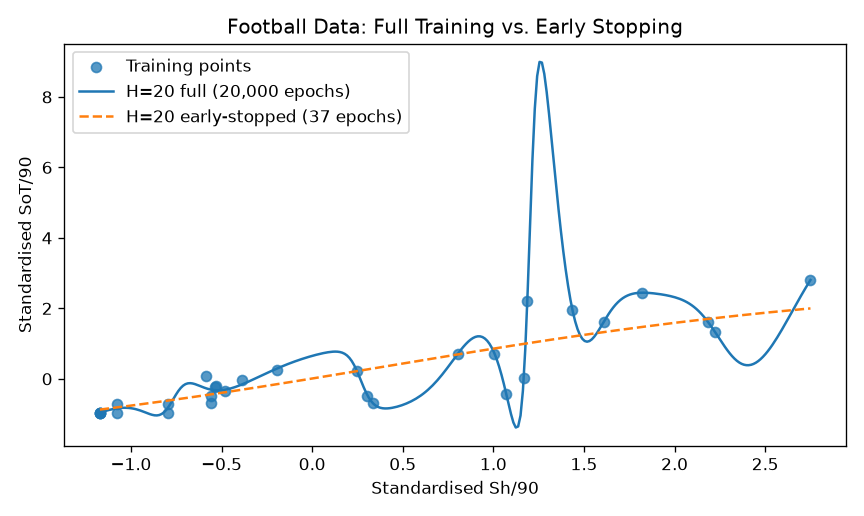 Football Data: Full Training vs. Early Stopping
Training points
H=20 full (20,000 epochs)
H=20 early-stopped (37 epochs)
Standardised SoT/90
8
6
4
2
0
−1.0 −0.5 0.0 0.5 1.0 1.5 2.0 2.5
Standardised Sh/90